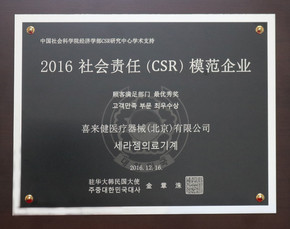 中国社会科学院经济学部CSR研究中心学术支持
2016 社会责任 (CSR) 模范企业
顾客满足部门 最优秀奖
고객만족 부문 최우수상
喜来健医疗器械(北京)有限公司
세라젬의료기계
2016.12.16
驻华大韩民国大使
주중대한민국대사
金 章 洙